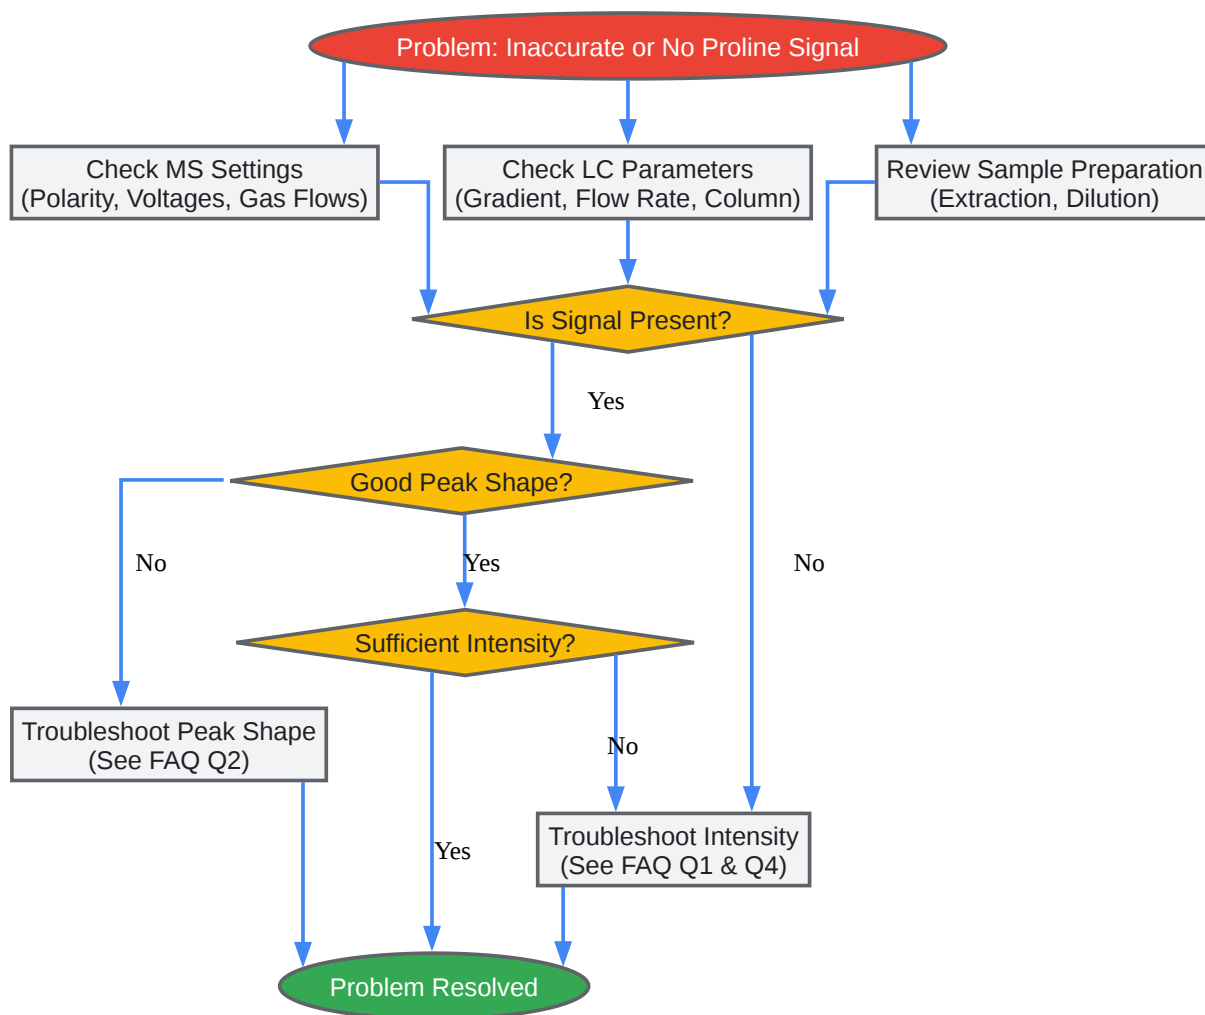 Problem: Inaccurate or No Proline Signal
Check MS Settings
(Polarity, Voltages, Gas Flows)
Check LC Parameters
(Gradient, Flow Rate, Column)
Review Sample Preparation
(Extraction, Dilution)
Is Signal Present?
Yes
Good Peak Shape?
No
Yes
No
Sufficient Intensity?
Troubleshoot Peak Shape
(See FAQ Q2)
No
Yes
Troubleshoot Intensity
(See FAQ Q1 & Q4)
Problem Resolved